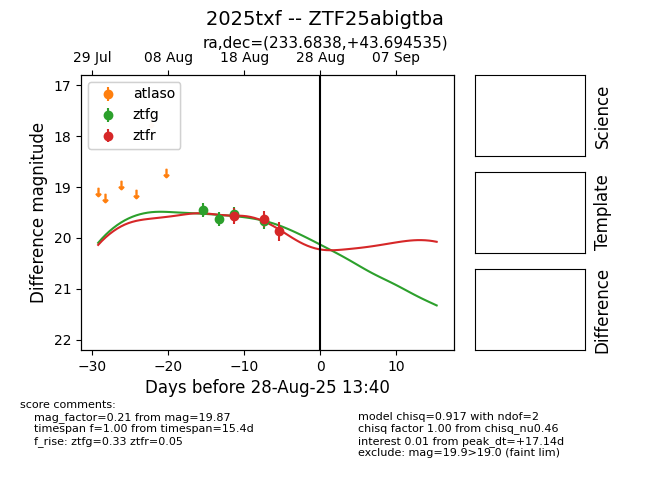 2025txf -- ZTF25abigtba
ra,dec=(233.6838,+43.694535)
29 Jul 08 Aug 18 Aug 28 Aug 07 Sep
atlaso
ztfg
ztfr
17
18
19
20
21
22
Difference magnitude
−30 −20 −10 0 10
Days before 28-Aug-25 13:40
Science
Template
Difference
score comments:
mag_factor=0.21 from mag=19.87
timespan f=1.00 from timespan=15.4d
f_rise: ztfg=0.33 ztfr=0.05
model chisq=0.917 with ndof=2
chisq factor 1.00 from chisq_nu0.46
interest 0.01 from peak_dt=+17.14d
exclude: mag=19.9>19.0 (faint lim)